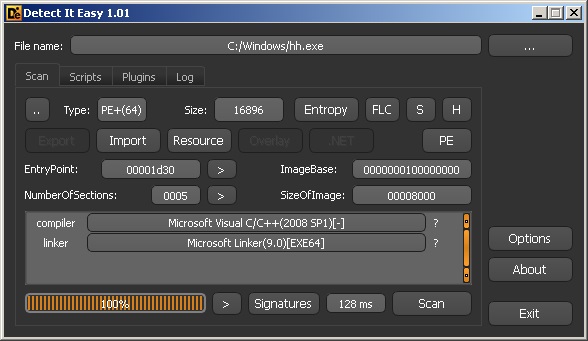 Detect It Easy 1.01
File name: C:/Windows/hh.exe ...
Scan Scripts Plugins Log
.. Type: PE+(64) Size: 16896 Entropy FLC S H
Export Import Resource Overlay .NET PE
EntryPoint: 00001d30 > ImageBase: 0000000100000000
NumberOfSections: 0005 > SizeOfImage: 00008000
compiler Microsoft Visual C/C++(2008 SP1)[-] ?
linker Microsoft Linker(9.0)[EXE64] ?
Options
About
100% > Signatures 128 ms Scan
Exit